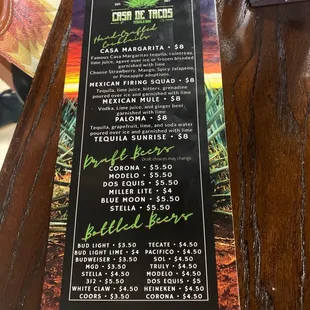 CASA DE TACOS
Hand-Crafted
Cocktails
CASA MARGARITA • $8
Famous Casa Margaritas tequila, cointreau,
lime juice, agave over ice or frozen blended
garnished with lime
Choose Strawberry, Mango, Spicy Jalapeno,
or Pineapple adoptions
MEXICAN FIRING SQUAD • $8
Tequila, lime juice, bitters, grenadine
poured over ice and garnished with lime
MEXICAN MULE • $8
Vodka, Lime juice, and ginger beer,
garnished with lime
PALOMA • $8
Tequila, grapefruit, lime, and soda water
poured over ice and garnished with lime
TEQUILA SUNRISE • $8
Draft Beers
Draft choices may change
CORONA • $5.50
MODELO • $5.50
DOS EQUIS • $5.50
MILLER LITE • $4
BLUE MOON • $5.50
STELLA • $5.50
Bottled Beers
BUD LIGHT • $3.50
BUD LIGHT LIME • $4
BUDWEISER • $3.50
MGD • $3.50
STELLA • $4.50
312 • $5.50
WHITE CLAW • $4.50
COORS • $3.50
TECATE • $4.50
PACIFICO • $4.50
SOL • $4.50
TRULY • $4.50
MODELO • $4.50
DOS EQUIS • $5
HEINEKEN • $4.50
CORONA • $4.50